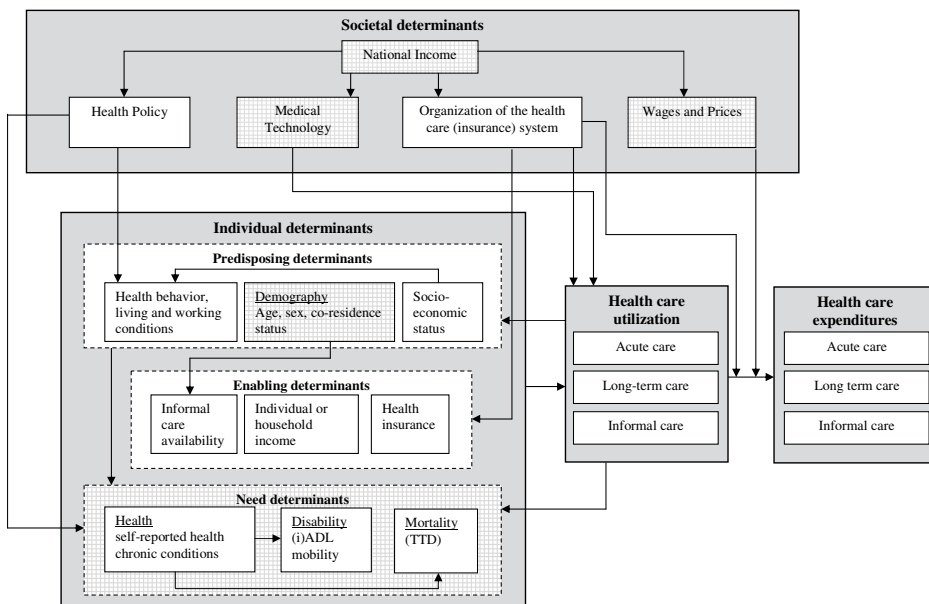 Societal determinants
National Income
Health Policy
Medical
Technology
Organization of the health
care (insurance) system
Wages and Prices
Individual determinants
Predisposing determinants
Health behavior,
living and working
conditions
Demography
Age, sex, co-residence
status
Socio-
economic
status
Enabling determinants
Informal
care
availability
Individual or
household
income
Health
insurance
Need determinants
Health
self-reported health
chronic conditions
Disability
(i)ADL
mobility
Mortality
(TTD)
Health care
utilization
Acute care
Long-term care
Informal care
Health care
expenditures
Acute care
Long term care
Informal care